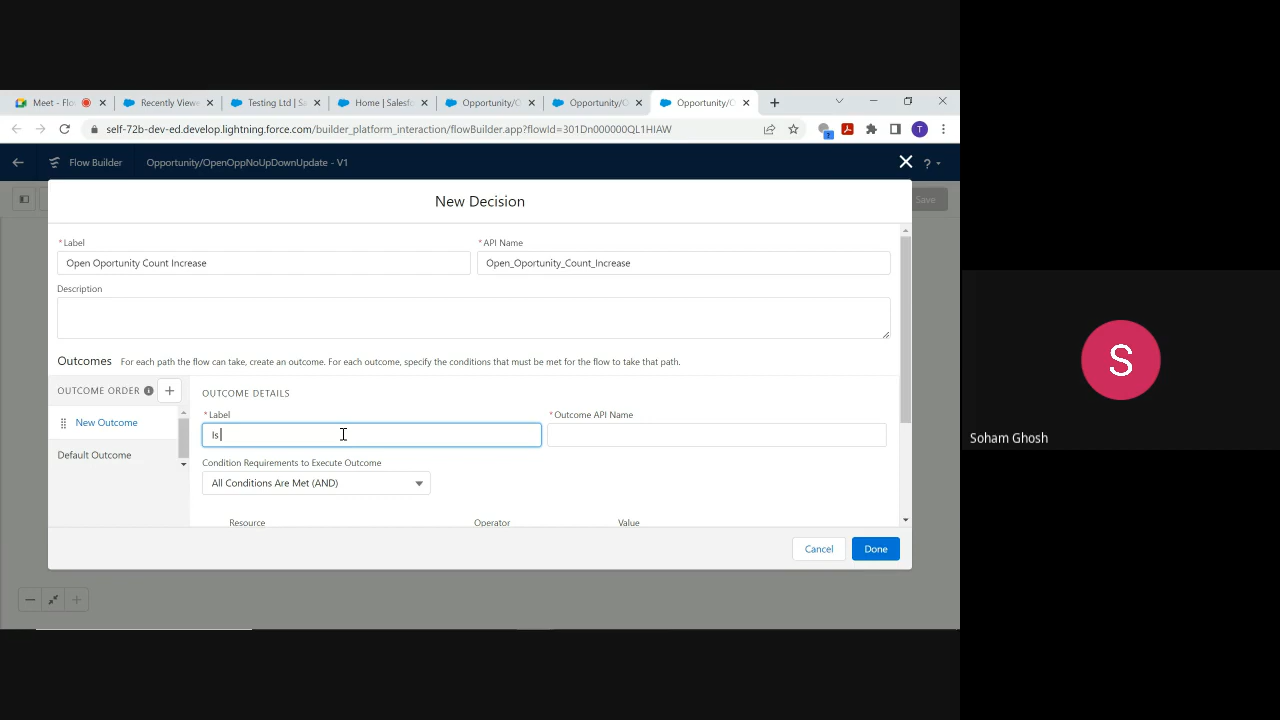 Meet - Flo
Recently Viewe
Testing Ltd | S
Home | Salesf
Opportunity/O
Opportunity/O
Opportunity/O
self-72b-dev-ed.develop.lightning.force.com/builder_platform_interaction/flowBuilder.app?flowId=301Dn000000QL1HIAW
T
Flow Builder
Opportunity/OpenOppNoUpDownUpdate - V1
?
Save
New Decision
*Label
*API Name
Open Oportunity Count Increase
Open_Oportunity_Count_Increase
Description
Outcomes For each path the flow can take, create an outcome. For each outcome, specify the conditions that must be met for the flow to take that path.
OUTCOME ORDER
OUTCOME DETAILS
New Outcome
Default Outcome
*Label
*Outcome API Name
Is
Condition Requirements to Execute Outcome
All Conditions Are Met (AND)
Resource
Operator
Value
Cancel
Done
S
Soham Ghosh